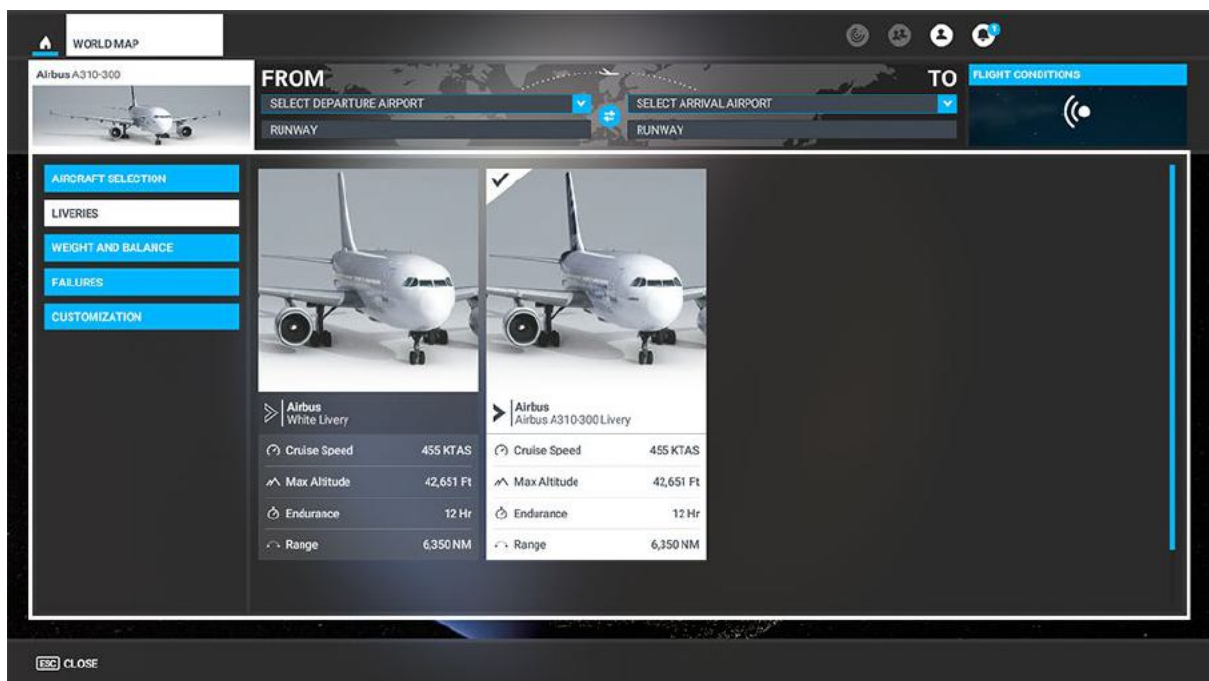 WORLD MAP
Airbus A310-300
FROM
TO
SELECT DEPARTURE AIRPORT
SELECT ARRIVAL AIRPORT
RUNWAY
RUNWAY
FLIGHT CONDITIONS
AIRCRAFT SELECTION
LIVERIES
WEIGHT AND BALANCE
FAILURES
CUSTOMIZATION
Airbus
White Livery
Cruise Speed 455 KTAS
Max Altitude 42,651 Ft
Endurance 12 Hr
Range 6,350 NM
Airbus
Airbus A310-300 Livery
Cruise Speed 455 KTAS
Max Altitude 42,651 Ft
Endurance 12 Hr
Range 6,350 NM
ESC CLOSE